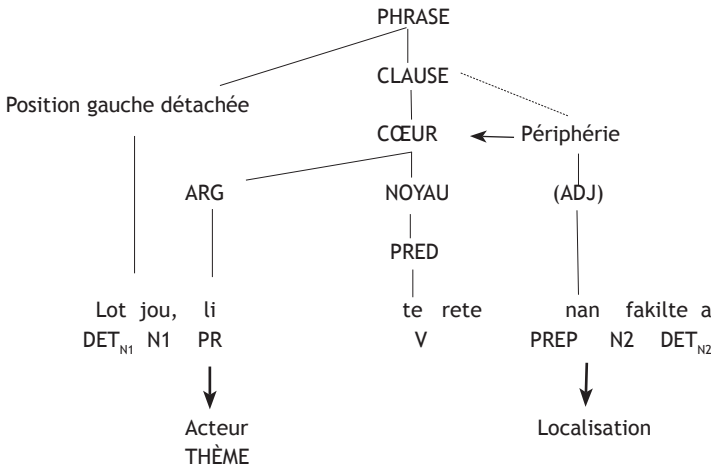 PHRASE
CLAUSE
Position gauche détachée
CŒUR Périphérie
ARG NOYAU (ADJ)
PRED
Lot jou, li te rete nan fakilte a
DETN1 N1 PR V PREP N2 DETN2
Acteur Localisation
THÈME